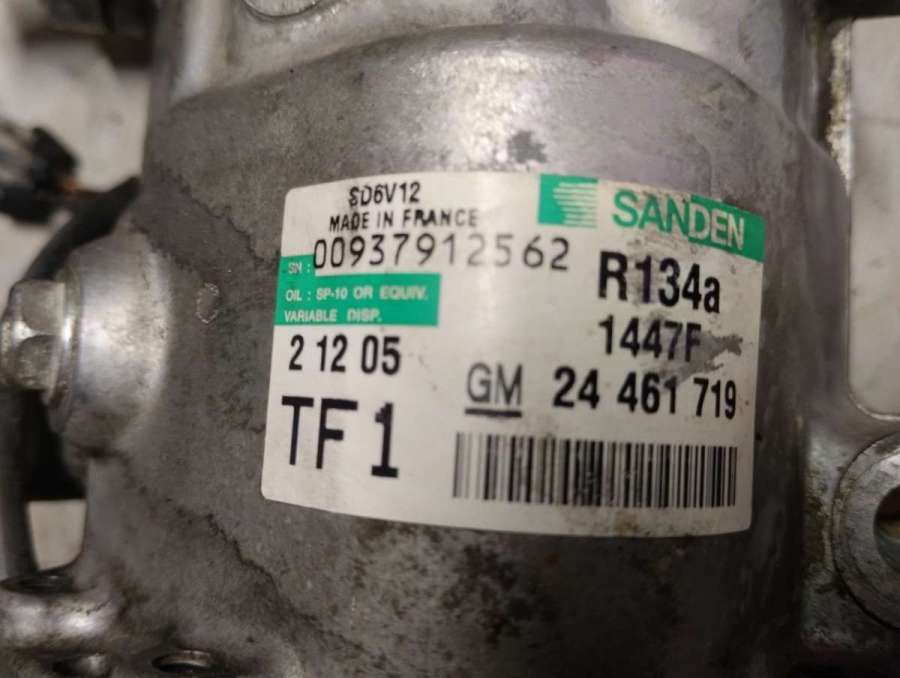 SD6V12
MADE IN FRANCE
SANDEN
SN : 00937912562
R134a
OIL : SP-10 OR EQUIV.
VARIABLE DISP.
1447F
2 12 05
GM 24 461 719
TF1